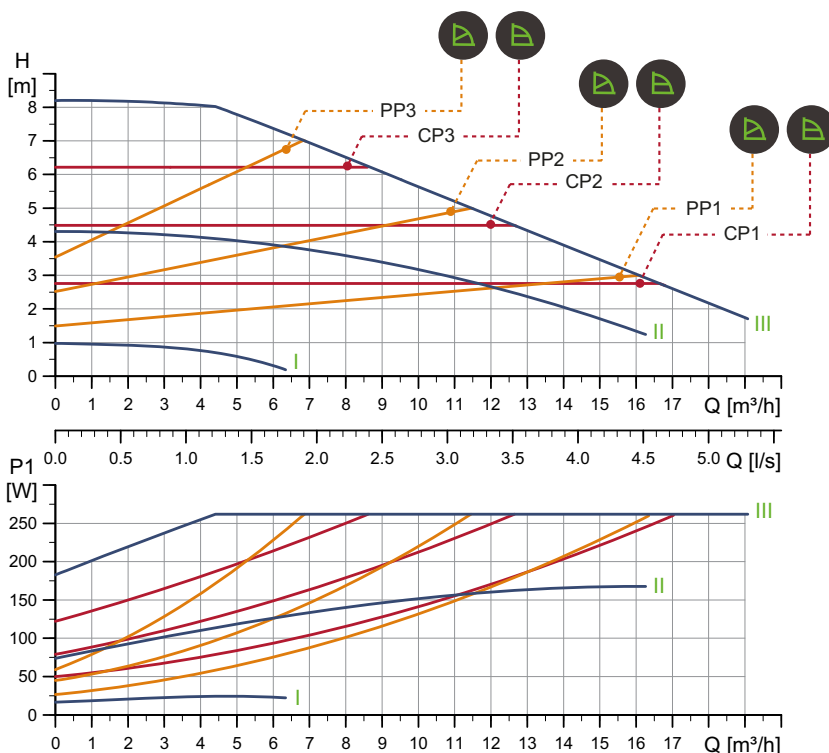 H
[m]
8
7
6
5
4
3
2
1
0
PP3
CP3
PP2
CP2
PP1
CP1
I
II
III
0 1 2 3 4 5 6 7 8 9 10 11 12 13 14 15 16 17 Q [m³/h]
0.0 0.5 1.0 1.5 2.0 2.5 3.0 3.5 4.0 4.5 5.0 Q [l/s]
P1
[W]
250
200
150
100
50
0
III
II
I
0 1 2 3 4 5 6 7 8 9 10 11 12 13 14 15 16 17 Q [m³/h]